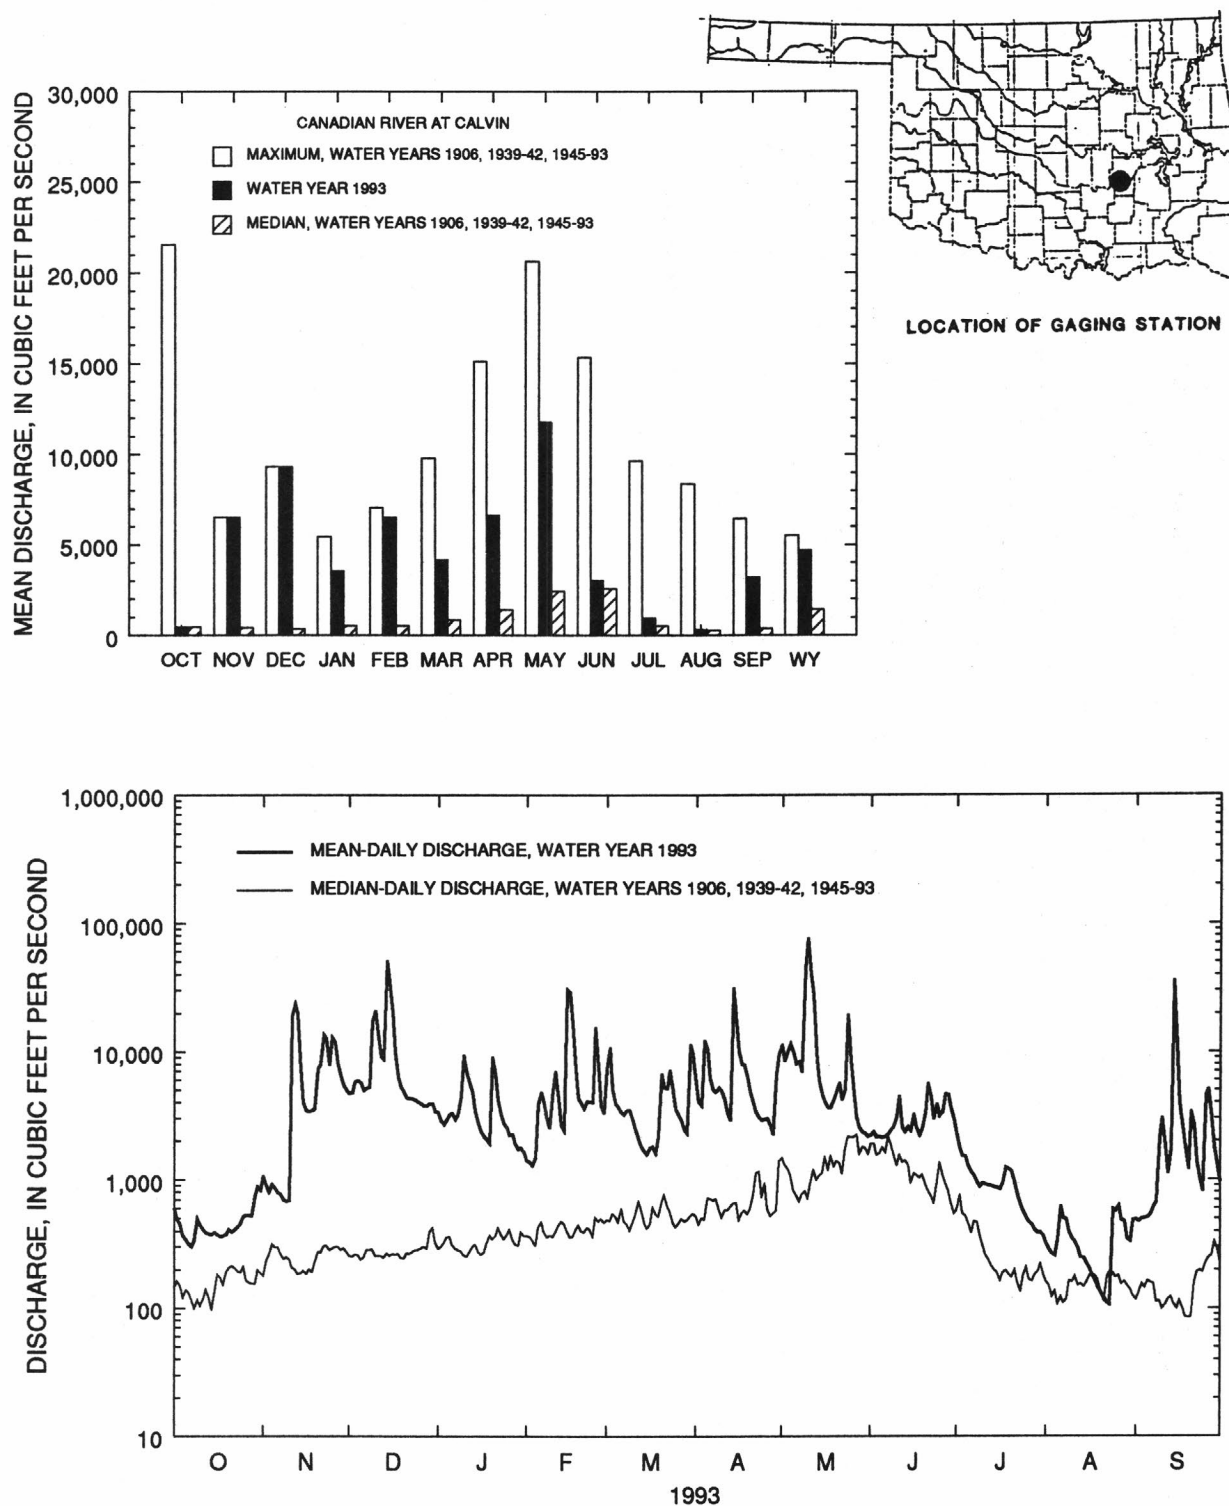 MEAN DISCHARGE, IN CUBIC FEET PER SECOND
30,000
25,000
20,000
15,000
10,000
5,000
0
CANADIAN RIVER AT CALVIN
MAXIMUM, WATER YEARS 1906, 1939-42, 1945-93
WATER YEAR 1993
MEDIAN, WATER YEARS 1906, 1939-42, 1945-93
OCT NOV DEC JAN FEB MAR APR MAY JUN JUL AUG SEP WY
LOCATION OF GAGING STATION
DISCHARGE, IN CUBIC FEET PER SECOND
1,000,000
100,000
10,000
1,000
100
10
MEAN-DAILY DISCHARGE, WATER YEAR 1993
MEDIAN-DAILY DISCHARGE, WATER YEARS 1906, 1939-42, 1945-93
O N D J F M A M J J A S
1993